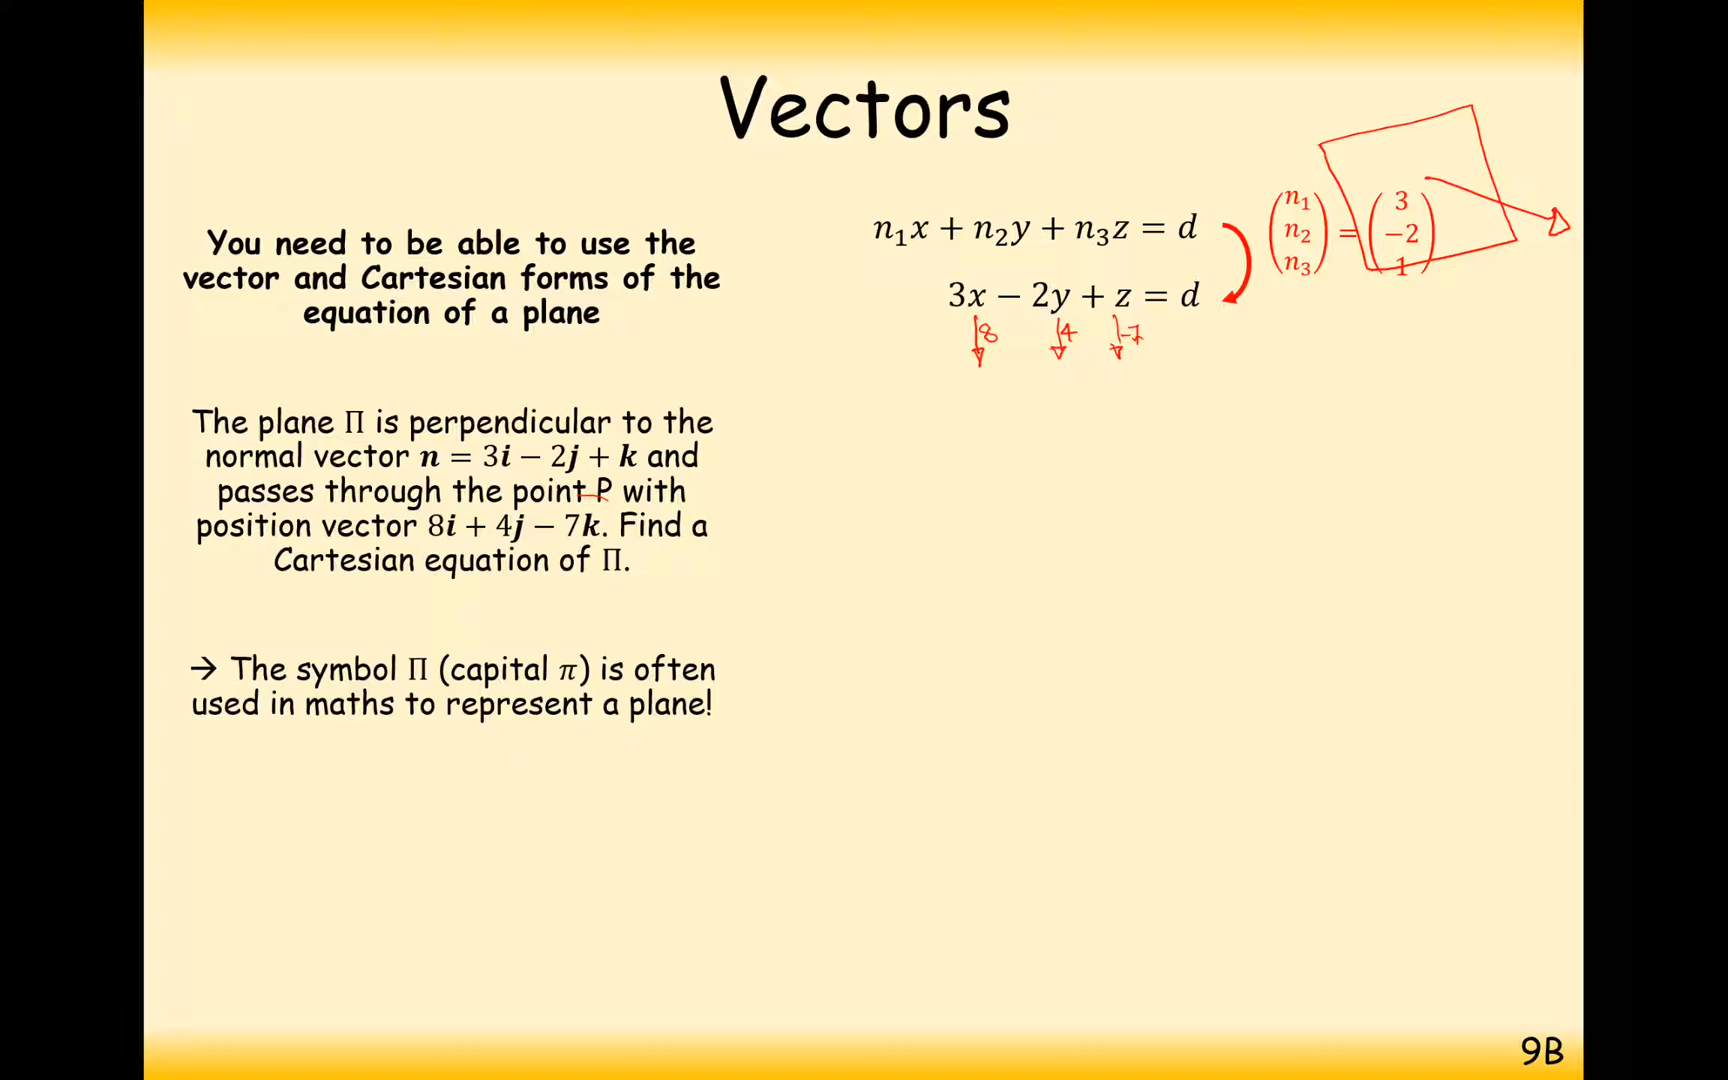 Vectors
You need to be able to use the
vector and Cartesian forms of the
equation of a plane
The plane Π is perpendicular to the
normal vector n = 3i − 2j + k and
passes through the point P with
position vector 8i + 4j − 7k. Find a
Cartesian equation of Π.
→ The symbol Π (capital π) is often
used in maths to represent a plane!
n₁x + n₂y + n₃z = d
3x − 2y + z = d
8 4 -7
(n₁ n₂ n₃) = (3 −2 1)
9B